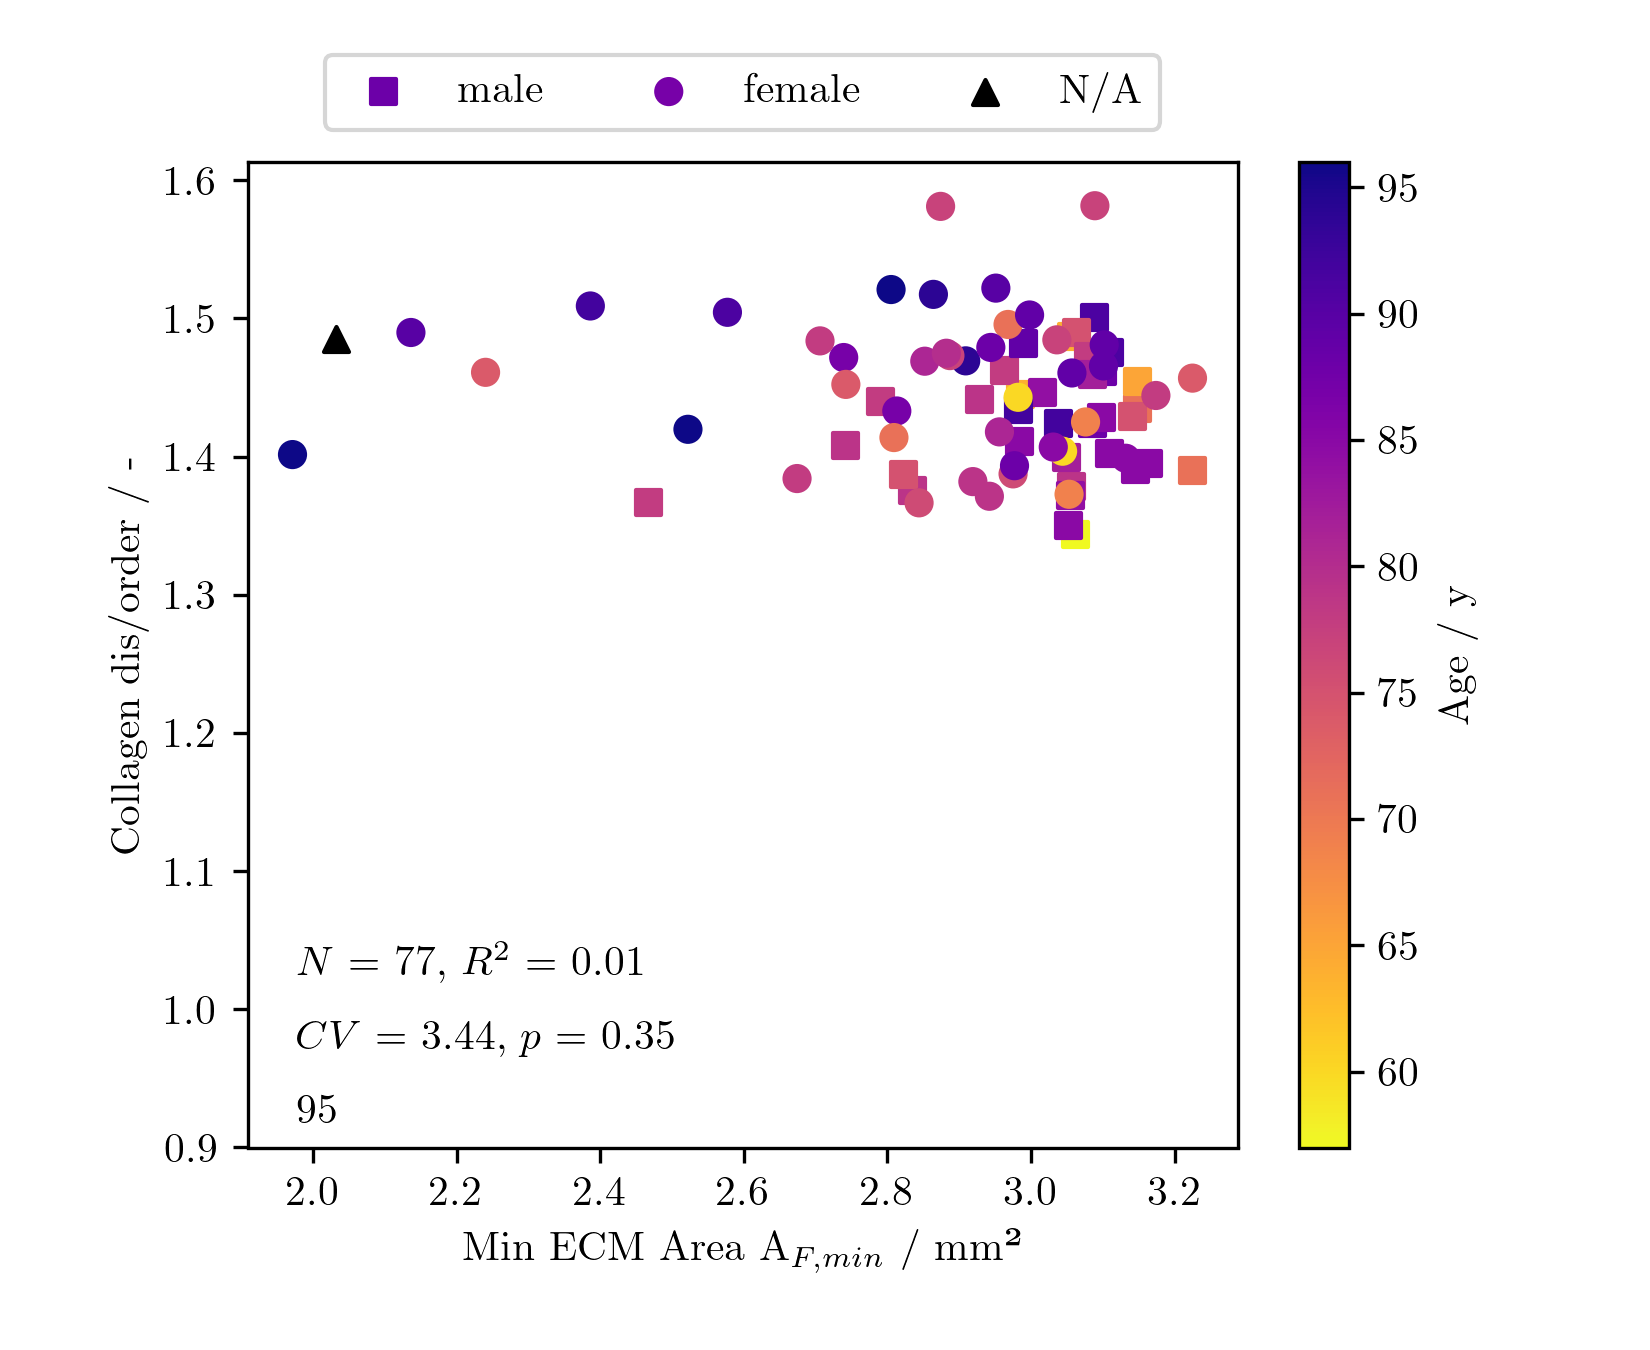 male female N/A
1.6
1.5
1.4
1.3
1.2
1.1
1.0
0.9
Collagen dis/order / -
N = 77, R² = 0.01
CV = 3.44, p = 0.35
95
2.0 2.2 2.4 2.6 2.8 3.0 3.2
Min ECM Area A_{F,min} / mm²
95
90
85
80
75
70
65
60
Age / y